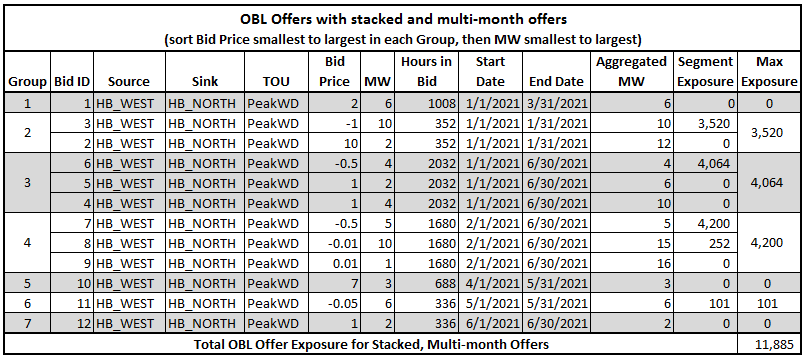 OBL Offers with stacked and multi-month offers
(sort Bid Price smallest to largest in each Group, then MW smallest to largest)
Group Bid ID Source Sink TOU Bid Price MW Hours in Bid Start Date End Date Aggregated MW Segment Exposure Max Exposure
1 1 HB_WEST HB_NORTH PeakWD 2 6 1008 1/1/2021 3/31/2021 6 0 0
2 3 HB_WEST HB_NORTH PeakWD -1 10 352 1/1/2021 1/31/2021 10 3,520 3,520
2 HB_WEST HB_NORTH PeakWD 10 2 352 1/1/2021 1/31/2021 12 0
3 6 HB_WEST HB_NORTH PeakWD -0.5 4 2032 1/1/2021 6/30/2021 4 4,064 4,064
5 HB_WEST HB_NORTH PeakWD 1 2 2032 1/1/2021 6/30/2021 6 0
4 HB_WEST HB_NORTH PeakWD 1 4 2032 1/1/2021 6/30/2021 10 0
4 7 HB_WEST HB_NORTH PeakWD -0.5 5 1680 2/1/2021 6/30/2021 5 4,200 4,200
8 HB_WEST HB_NORTH PeakWD -0.01 10 1680 2/1/2021 6/30/2021 15 252
9 HB_WEST HB_NORTH PeakWD 0.01 1 1680 2/1/2021 6/30/2021 16 0
5 10 HB_WEST HB_NORTH PeakWD 7 3 688 4/1/2021 5/31/2021 3 0 0
6 11 HB_WEST HB_NORTH PeakWD -0.05 6 336 5/1/2021 5/31/2021 6 101 101
7 12 HB_WEST HB_NORTH PeakWD 1 2 336 6/1/2021 6/30/2021 2 0 0
Total OBL Offer Exposure for Stacked, Multi-month Offers 11,885